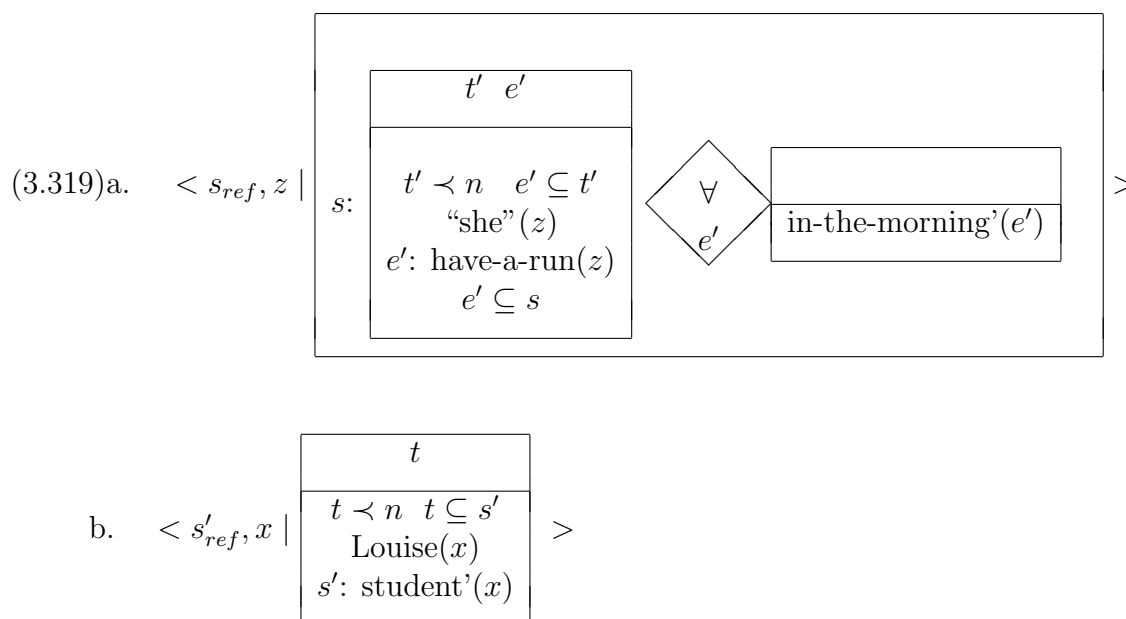 t′ e′
(3.319)a. < s_ref, z |
s:
t′ ≺ n e′ ⊆ t′
“she”(z)
e′: have-a-run(z)
e′ ⊆ s
∀
e′
in-the-morning’(e′)
>
t
b. < s′_ref, x |
t ≺ n t ⊆ s′
Louise(x)
s′: student’(x)
>